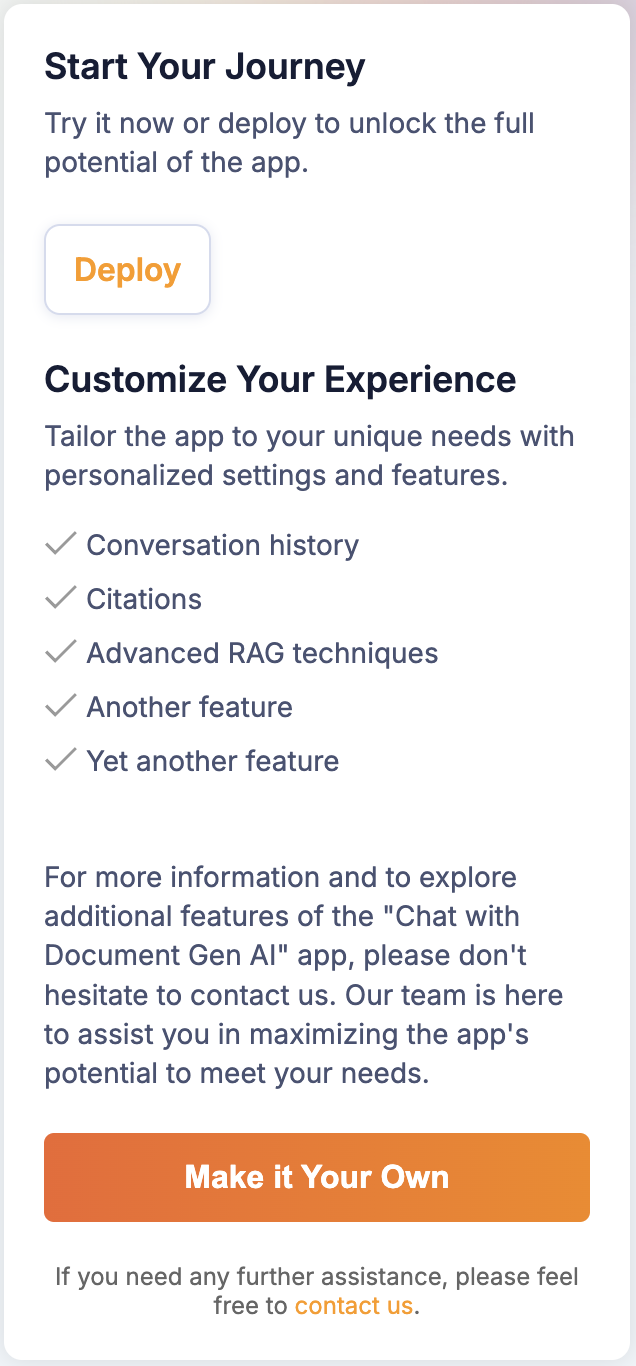 Start Your Journey
Try it now or deploy to unlock the full
potential of the app.
Deploy
Customize Your Experience
Tailor the app to your unique needs with
personalized settings and features.
Conversation history
Citations
Advanced RAG techniques
Another feature
Yet another feature
For more information and to explore
additional features of the "Chat with
Document Gen AI" app, please don't
hesitate to contact us. Our team is here
to assist you in maximizing the app's
potential to meet your needs.
Make it Your Own
If you need any further assistance, please feel
free to contact us.